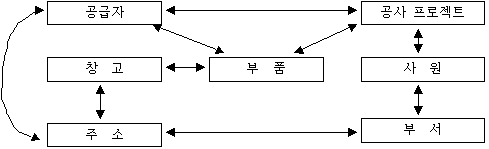 공급자
공사 프로젝트
창 고
부 품
사 원
주 소
부 서